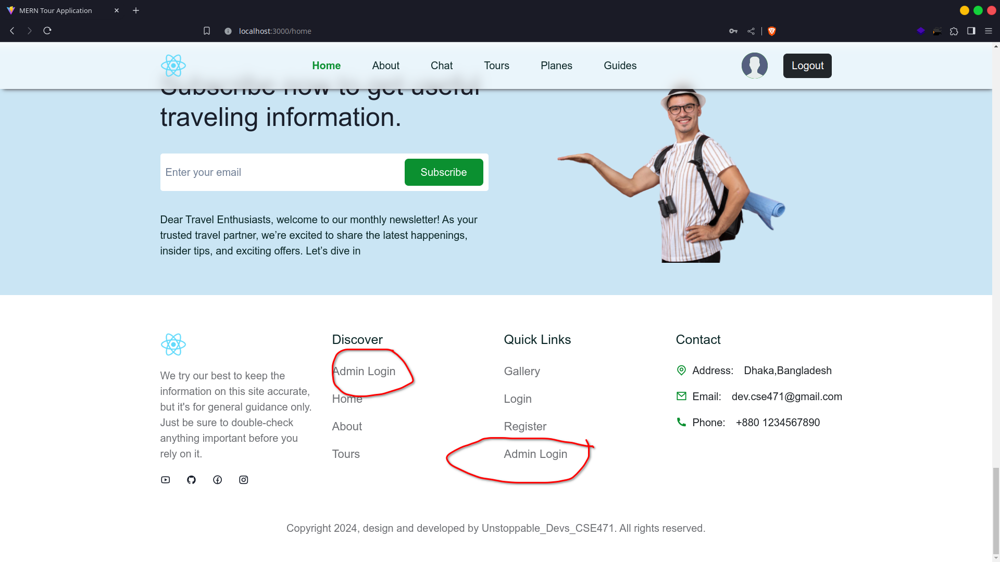 MERN Tour Application
localhost:3000/home
Home About Chat Tours Planes Guides Logout
Subscribe now to get useful
traveling information.
Enter your email
Subscribe
Dear Travel Enthusiasts, welcome to our monthly newsletter! As your
trusted travel partner, we’re excited to share the latest happenings,
insider tips, and exciting offers. Let’s dive in
We try our best to keep the
information on this site accurate,
but it's for general guidance only.
Just be sure to double-check
anything important before you
rely on it.
Discover
Admin Login
Home
About
Tours
Quick Links
Gallery
Login
Register
Admin Login
Contact
Address: Dhaka,Bangladesh
Email: dev.cse471@gmail.com
Phone: +880 1234567890
Copyright 2024, design and developed by Unstoppable_Devs_CSE471. All rights reserved.